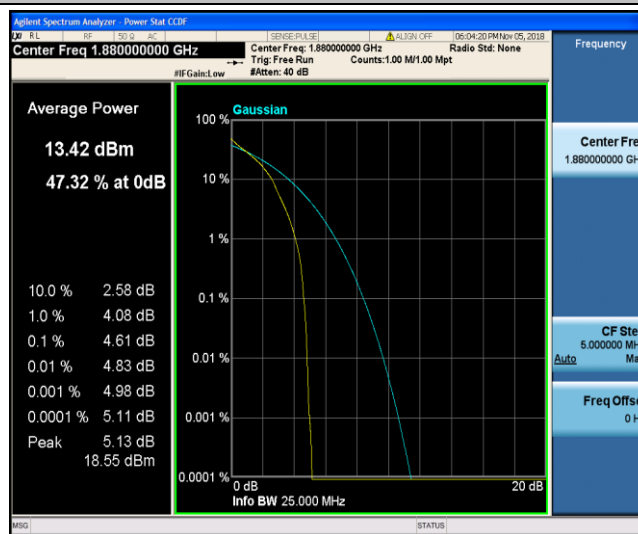 Agilent Spectrum Analyzer - Power Stat CCDF
RL RF 50 Ω AC SENSE:PULSE ALIGN OFF 06:04:20 PM Nov 05, 2018
Center Freq 1.880000000 GHz
Center Freq: 1.880000000 GHz Radio Std: None
Trig: Free Run Counts:1.00 M/1.00 Mpt
#IFGain:Low #Atten: 40 dB
Frequency
Average Power
13.42 dBm
47.32 % at 0dB
10.0 % 2.58 dB
1.0 % 4.08 dB
0.1 % 4.61 dB
0.01 % 4.83 dB
0.001 % 4.98 dB
0.0001 % 5.11 dB
Peak 5.13 dB
18.55 dBm
Gaussian
100 %
10 %
1 %
0.1 %
0.01 %
0.001 %
0.0001 %
0 dB 20 dB
Info BW 25.000 MHz
Center Fre
1.880000000 GH
CF Ste
5.000000 MH
Auto Ma
Freq Offse
0 H
MSG STATUS